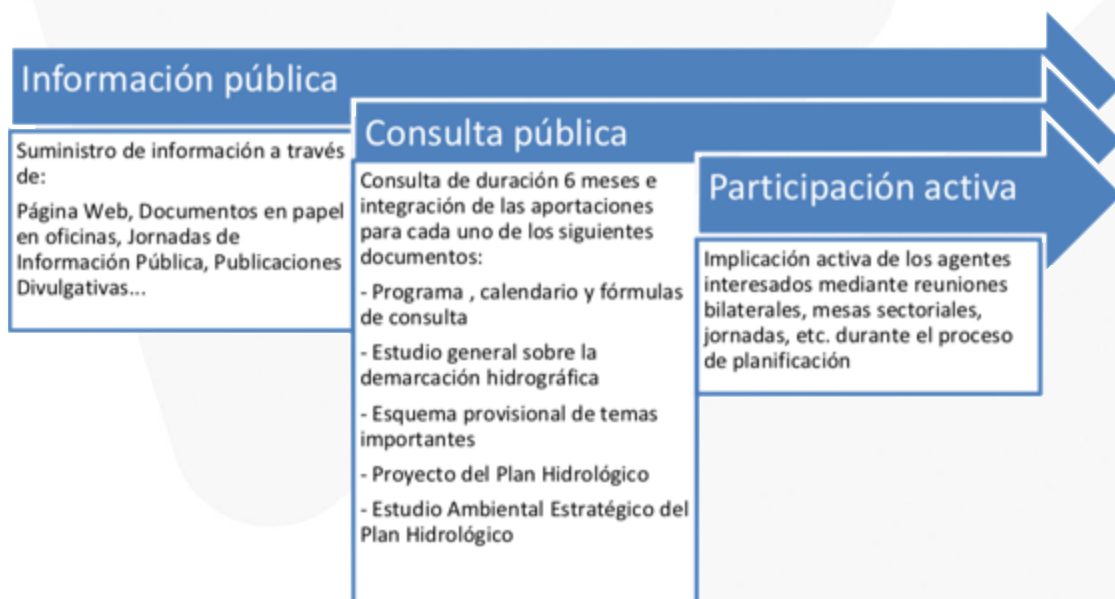 Información pública
Suministro de información a través
de:
Página Web, Documentos en papel
en oficinas, Jornadas de
Información Pública, Publicaciones
Divulgativas...
Consulta pública
Consulta de duración 6 meses e
integración de las aportaciones
para cada uno de los siguientes
documentos:
- Programa , calendario y fórmulas
de consulta
- Estudio general sobre la
demarcación hidrográfica
- Esquema provisional de temas
importantes
- Proyecto del Plan Hidrológico
- Estudio Ambiental Estratégico del
Plan Hidrológico
Participación activa
Implicación activa de los agentes
interesados mediante reuniones
bilaterales, mesas sectoriales,
jornadas, etc. durante el proceso
de planificación